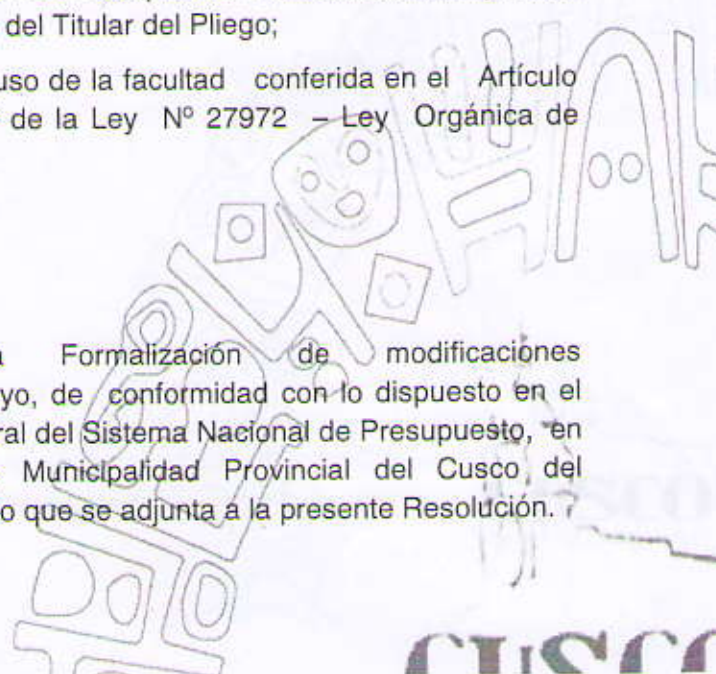 del Titular del Pliego;
uso de la facultad conferida en el Artículo
de la Ley Nº 27972 – Ley Orgánica de
Formalización de modificaciones
yo, de conformidad con lo dispuesto en el
ral del Sistema Nacional de Presupuesto, en
Municipalidad Provincial del Cusco del
o que se adjunta a la presente Resolución.
CUSCO